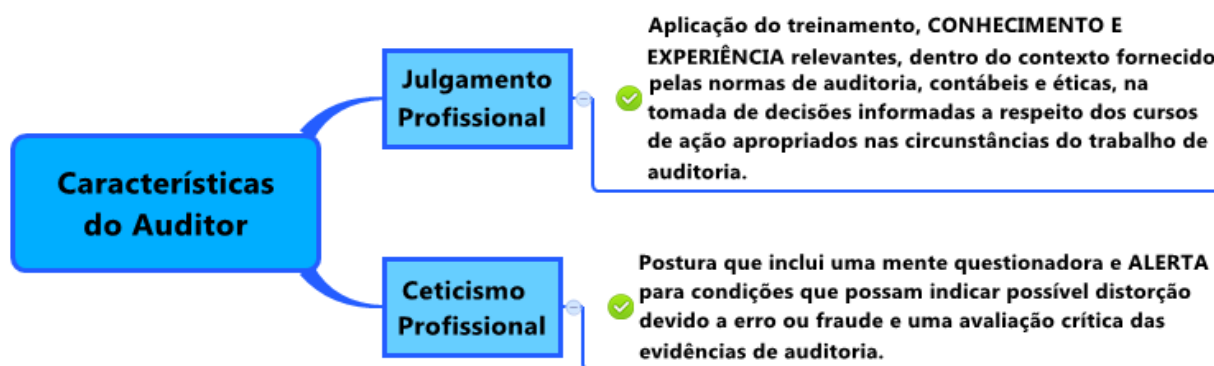 Características
do Auditor
Julgamento
Profissional
Aplicação do treinamento, CONHECIMENTO E
EXPERIÊNCIA relevantes, dentro do contexto fornecido
pelas normas de auditoria, contábeis e éticas, na
tomada de decisões informadas a respeito dos cursos
de ação apropriados nas circunstâncias do trabalho de
auditoria.
Ceticismo
Profissional
Postura que inclui uma mente questionadora e ALERTA
para condições que possam indicar possível distorção
devido a erro ou fraude e uma avaliação crítica das
evidências de auditoria.